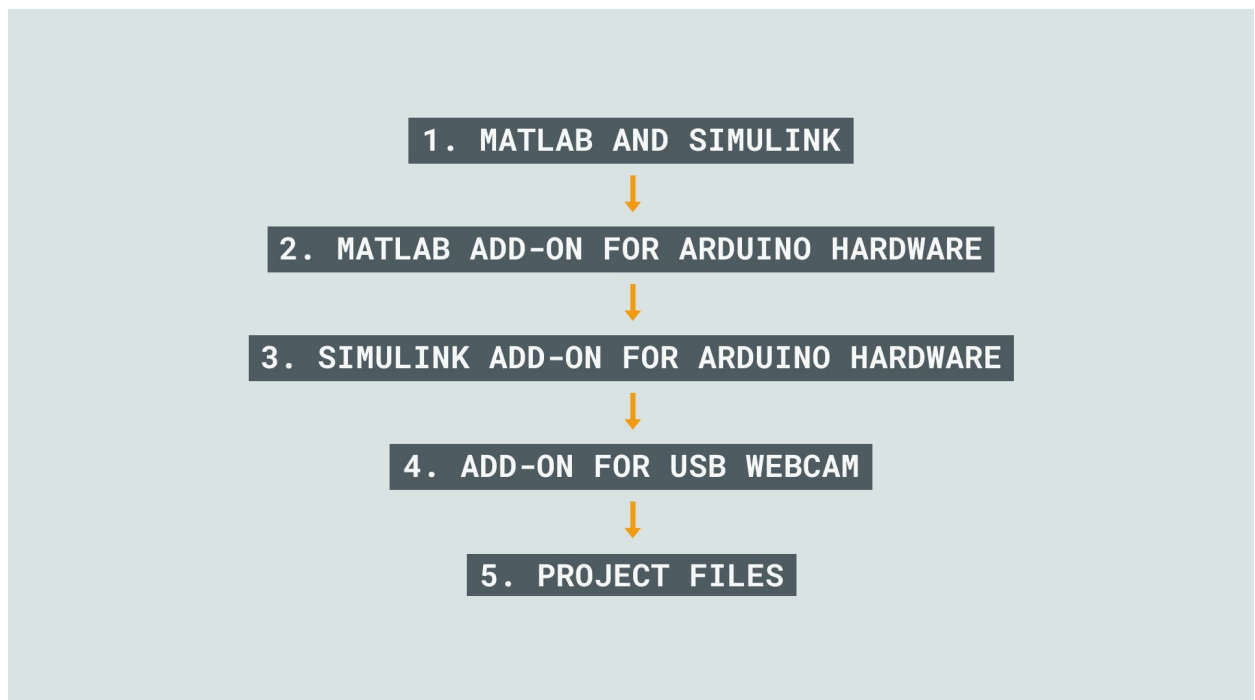 1. MATLAB AND SIMULINK
2. MATLAB ADD-ON FOR ARDUINO HARDWARE
3. SIMULINK ADD-ON FOR ARDUINO HARDWARE
4. ADD-ON FOR USB WEBCAM
5. PROJECT FILES